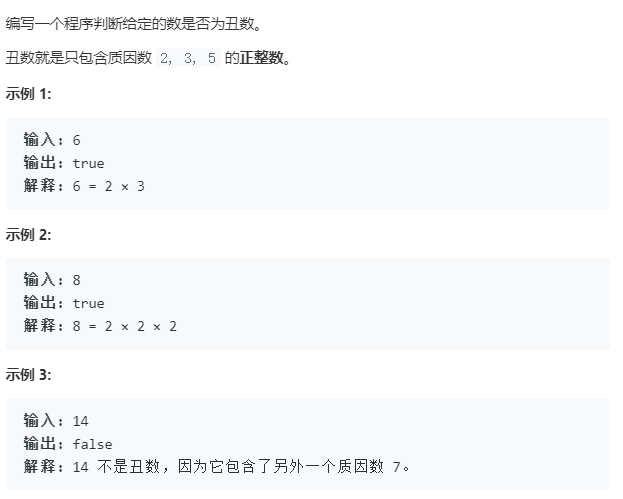 编写一个程序判断给定的数是否为丑数。
丑数就是只包含质因数 2, 3, 5 的正整数。
示例 1:
输入: 6
输出: true
解释: 6 = 2 × 3
示例 2:
输入: 8
输出: true
解释: 8 = 2 × 2 × 2
示例 3:
输入: 14
输出: false
解释: 14 不是丑数，因为它包含了另外一个质因数 7。